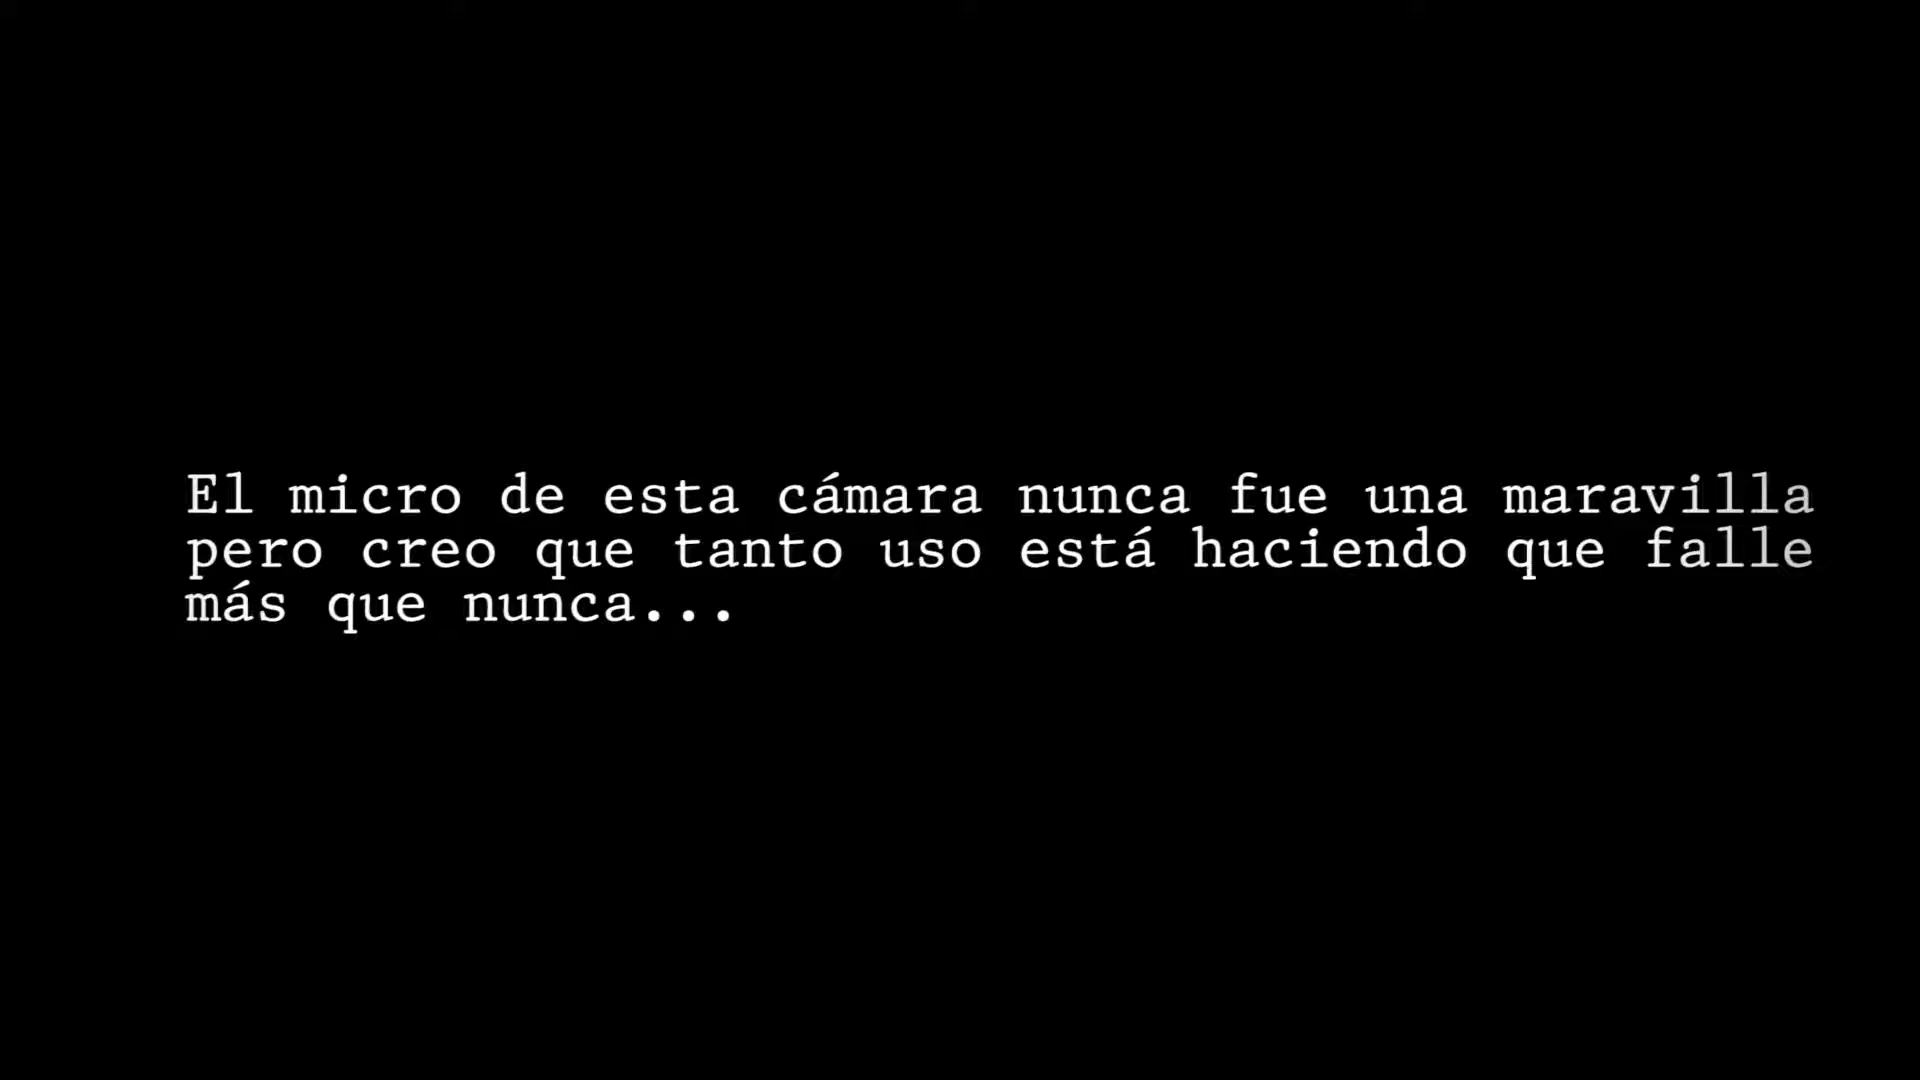 El micro de esta cámara nunca fue una maravilla
pero creo que tanto uso está haciendo que falle
más que nunca...